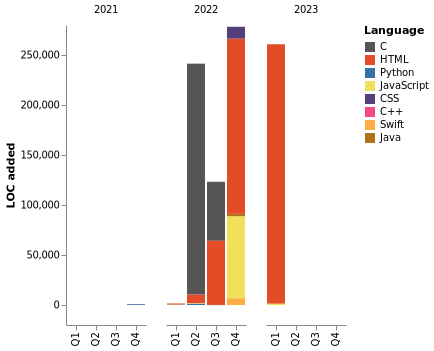 2021 2022 2023
Language
C
HTML
Python
JavaScript
CSS
C++
Swift
Java
LOC added
250,000
200,000
150,000
100,000
50,000
0
Q1 Q2 Q3 Q4 Q1 Q2 Q3 Q4 Q1 Q2 Q3 Q4